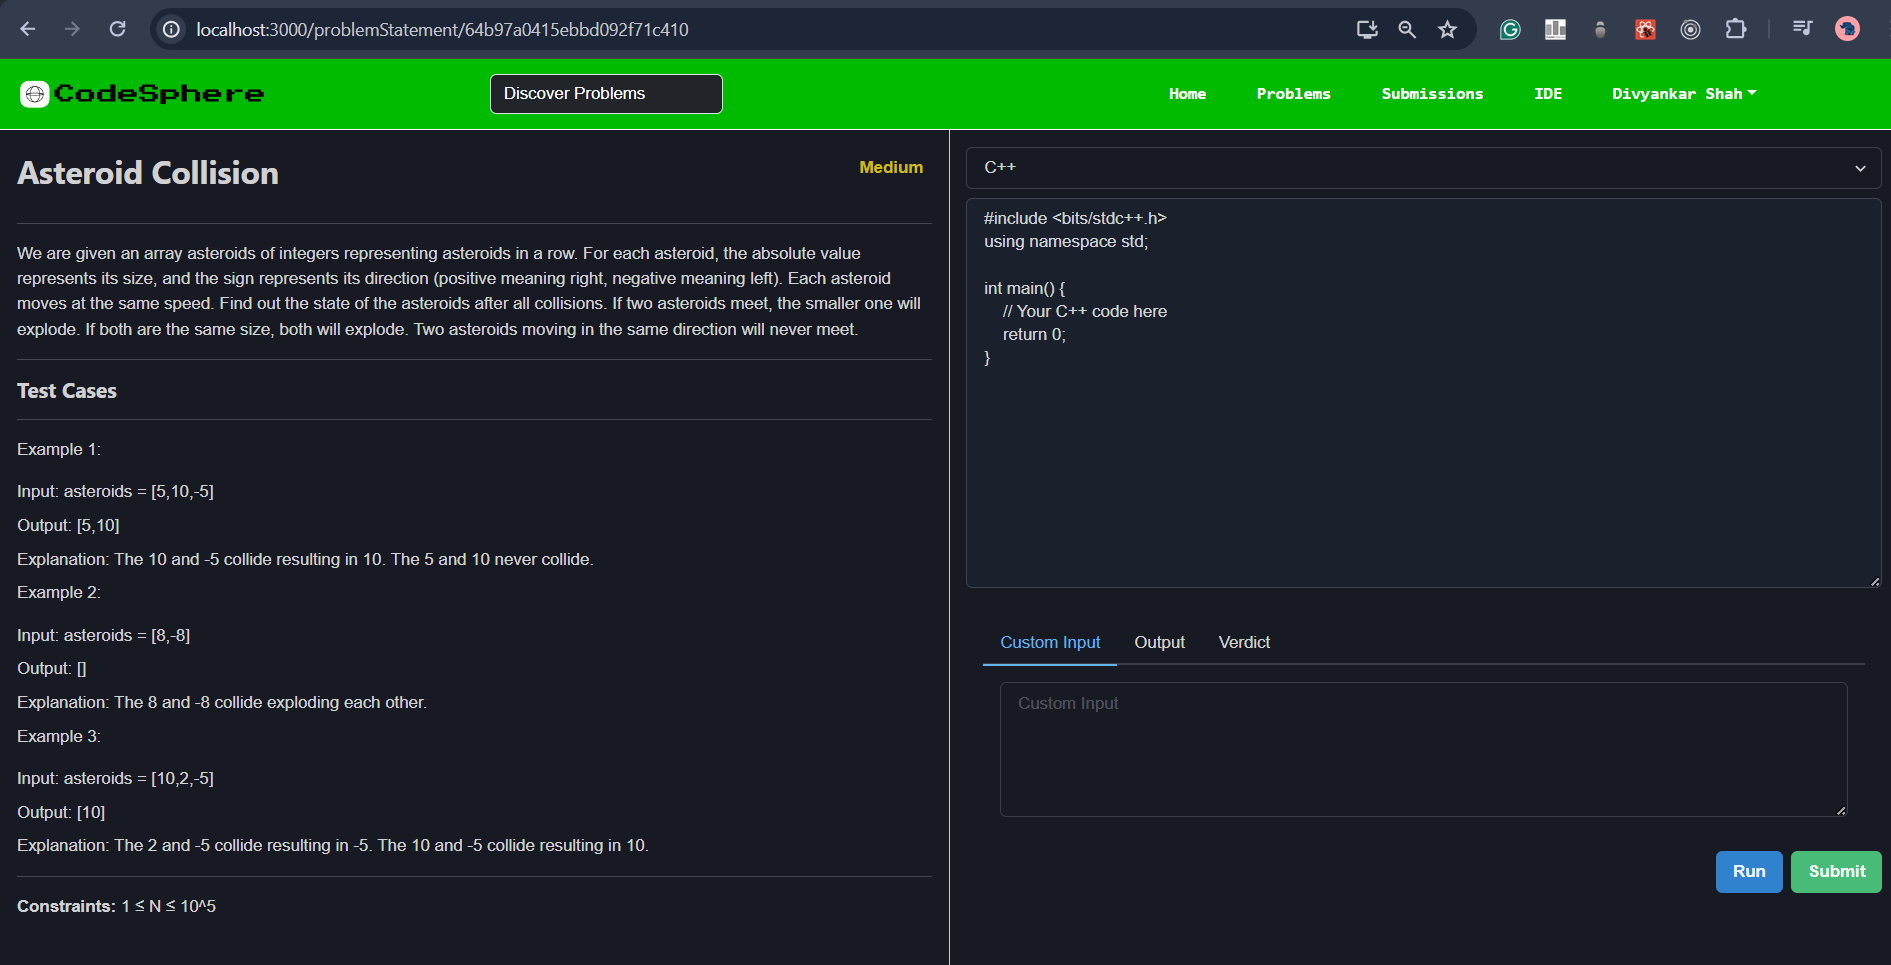 localhost:3000/problemStatement/64b97a0415ebbd092f71c410
CodeSphere
Discover Problems
Home
Problems
Submissions
IDE
Divyankar Shah
Asteroid Collision
Medium
We are given an array asteroids of integers representing asteroids in a row. For each asteroid, the absolute value
represents its size, and the sign represents its direction (positive meaning right, negative meaning left). Each asteroid
moves at the same speed. Find out the state of the asteroids after all collisions. If two asteroids meet, the smaller one will
explode. If both are the same size, both will explode. Two asteroids moving in the same direction will never meet.
Test Cases
Example 1:
Input: asteroids = [5,10,-5]
Output: [5,10]
Explanation: The 10 and -5 collide resulting in 10. The 5 and 10 never collide.
Example 2:
Input: asteroids = [8,-8]
Output: []
Explanation: The 8 and -8 collide exploding each other.
Example 3:
Input: asteroids = [10,2,-5]
Output: [10]
Explanation: The 2 and -5 collide resulting in -5. The 10 and -5 collide resulting in 10.
Constraints: 1 ≤ N ≤ 10^5
C++
#include <bits/stdc++.h>
using namespace std;
int main() {
// Your C++ code here
return 0;
}
Custom Input
Output
Verdict
Custom Input
Run
Submit